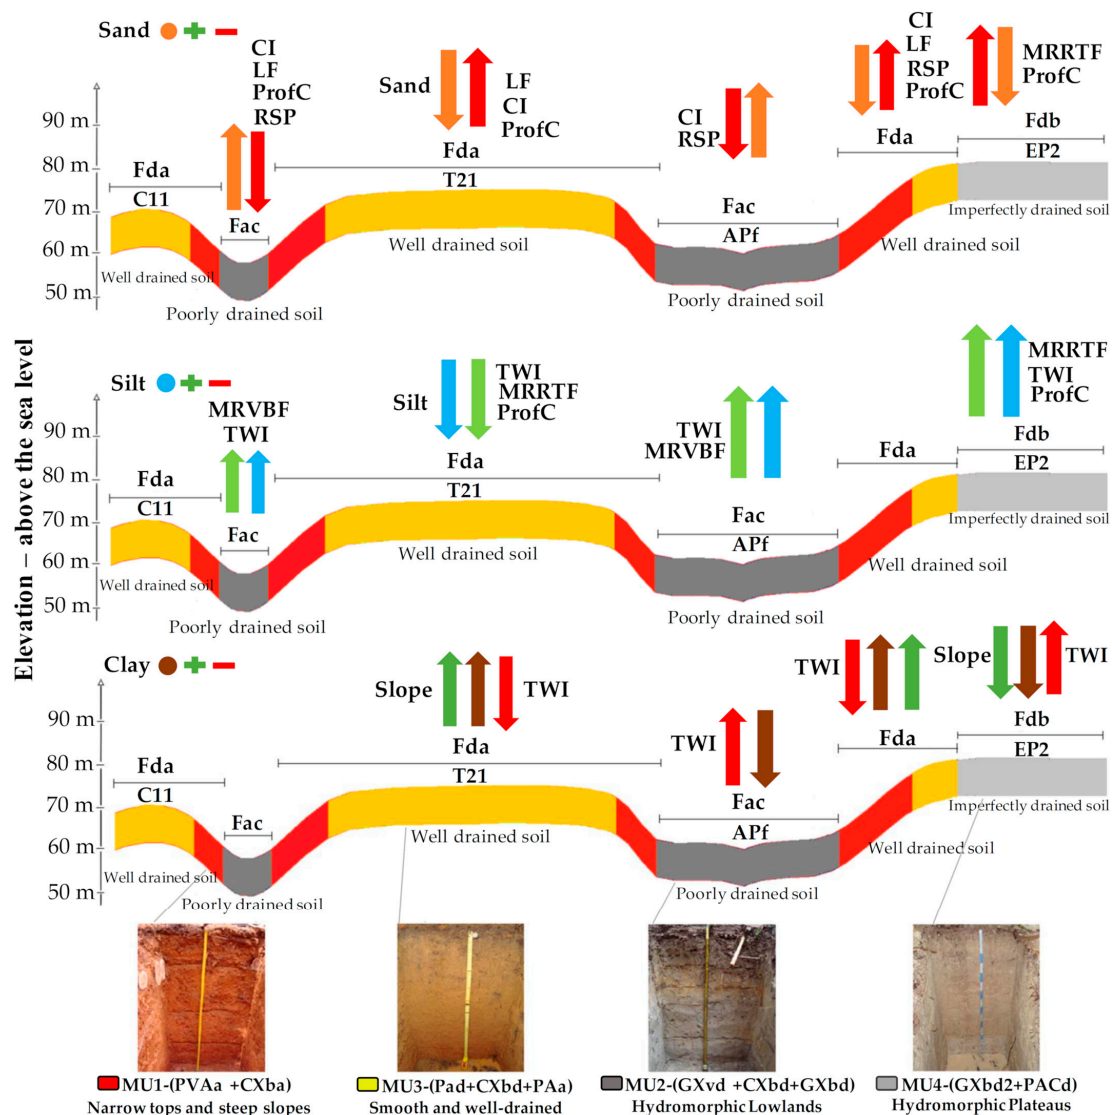 Elevation – above the sea level
Sand
CI
LF
ProfC
RSP
Sand
LF
CI
ProfC
CI
RSP
CI
LF
RSP
ProfC
MRRTF
ProfC
90 m
80 m
70 m
60 m
50 m
Fda
C11
Fac
Fda
T21
Fac
APf
Fda
Fdb
EP2
Well drained soil
Poorly drained soil
Well drained soil
Poorly drained soil
Well drained soil
Imperfectly drained soil
Silt
MRVBF
TWI
Silt
TWI
MRRTF
ProfC
TWI
MRVBF
MRRTF
TWI
ProfC
90 m
80 m
70 m
60 m
50 m
Fda
C11
Fac
Fda
T21
Fac
APf
Fda
Fdb
EP2
Well drained soil
Poorly drained soil
Well drained soil
Poorly drained soil
Well drained soil
Imperfectly drained soil
Clay
Slope
TWI
TWI
TWI
Slope
TWI
90 m
80 m
70 m
60 m
50 m
Fda
C11
Fac
Fda
T21
Fac
APf
Fda
Fdb
EP2
Well drained soil
Poorly drained soil
Well drained soil
Poorly drained soil
Well drained soil
Imperfectly drained soil
MU1-(PVAa +CXba)
Narrow tops and steep slopes
MU3-(Pad+CXbd+PAa)
Smooth and well-drained
MU2-(GXvd +CXbd+GXbd)
Hydromorphic Lowlands
MU4-(GXbd2+PACd)
Hydromorphic Plateaus